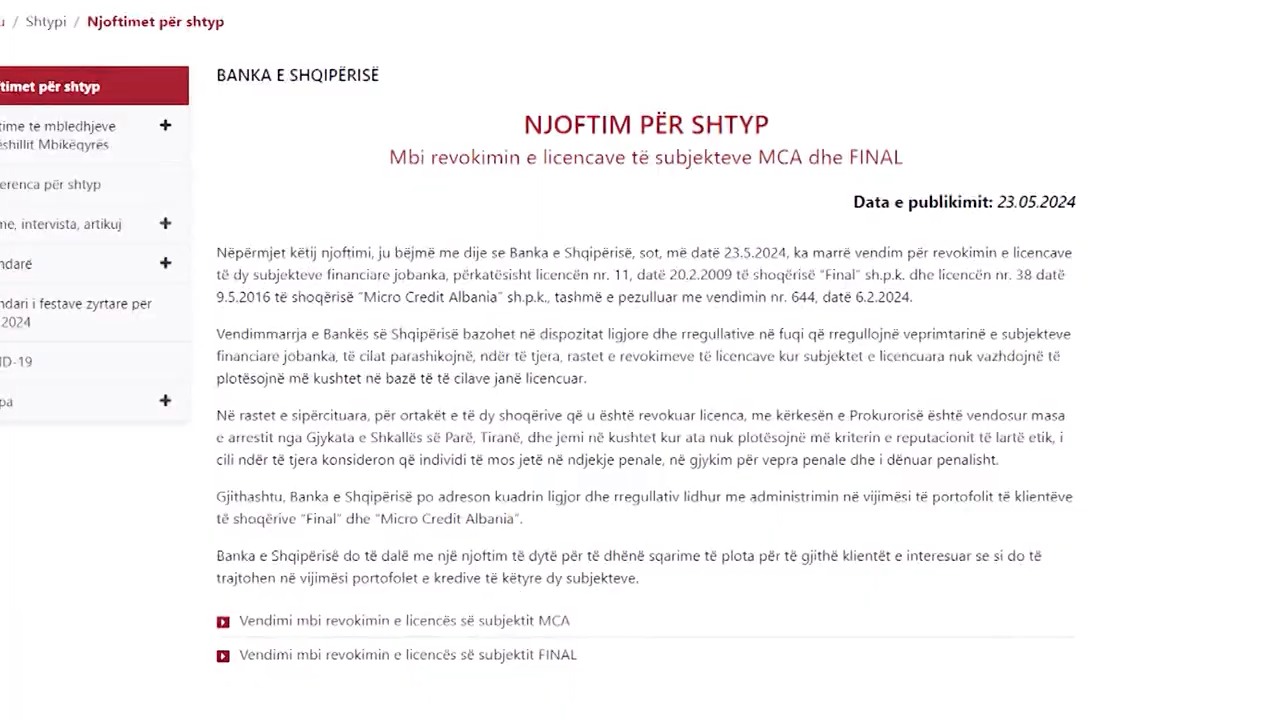 u / Shtypi / Njoftimet për shtyp
timet për shtyp
BANKA E SHQIPËRISË
NJOFTIM PËR SHTYP
Mbi revokimin e licencave të subjekteve MCA dhe FINAL
Data e publikimit: 23.05.2024
time te mbledhjeve
ëshillit Mbikëqyrës
erenca për shtyp
me, intervista, artikuj
ndarë
ndari i festave zyrtare për
2024
ID-19
pa
Nëpërmjet këtij njoftimi, ju bëjmë me dije se Banka e Shqipërisë, sot, më datë 23.5.2024, ka marrë vendim për revokimin e licencave
të dy subjekteve financiare jobanka, përkatësisht licencën nr. 11, datë 20.2.2009 të shoqërisë “Final” sh.p.k. dhe licencën nr. 38 datë
9.5.2016 të shoqërisë “Micro Credit Albania” sh.p.k., tashmë e pezulluar me vendimin nr. 644, datë 6.2.2024.
Vendimmarrja e Bankës së Shqipërisë bazohet në dispozitat ligjore dhe rregullative në fuqi që rregullojnë veprimtarinë e subjekteve
financiare jobanka, të cilat parashikojnë, ndër të tjera, rastet e revokimeve të licencave kur subjektet e licencuara nuk vazhdojnë të
plotësojnë më kushtet në bazë të të cilave janë licencuar.
Në rastet e sipërcituara, për ortakët e të dy shoqërive që u është revokuar licenca, me kërkesën e Prokurorisë është vendosur masa
e arrestit nga Gjykata e Shkallës së Parë, Tiranë, dhe jemi në kushtet kur ata nuk plotësojnë më kriterin e reputacionit të lartë etik, i
cili ndër të tjera konsideron që individi të mos jetë në ndjekje penale, në gjykim për vepra penale dhe i dënuar penalisht.
Gjithashtu, Banka e Shqipërisë po adreson kuadrin ligjor dhe rregullativ lidhur me administrimin në vijimësi të portofolit të klientëve
të shoqërive “Final” dhe “Micro Credit Albania”.
Banka e Shqipërisë do të dalë me një njoftim të dytë për të dhënë sqarime të plota për të gjithë klientët e interesuar se si do të
trajtohen në vijimësi portofolet e kredive të këtyre dy subjekteve.
Vendimi mbi revokimin e licencës së subjektit MCA
Vendimi mbi revokimin e licencës së subjektit FINAL